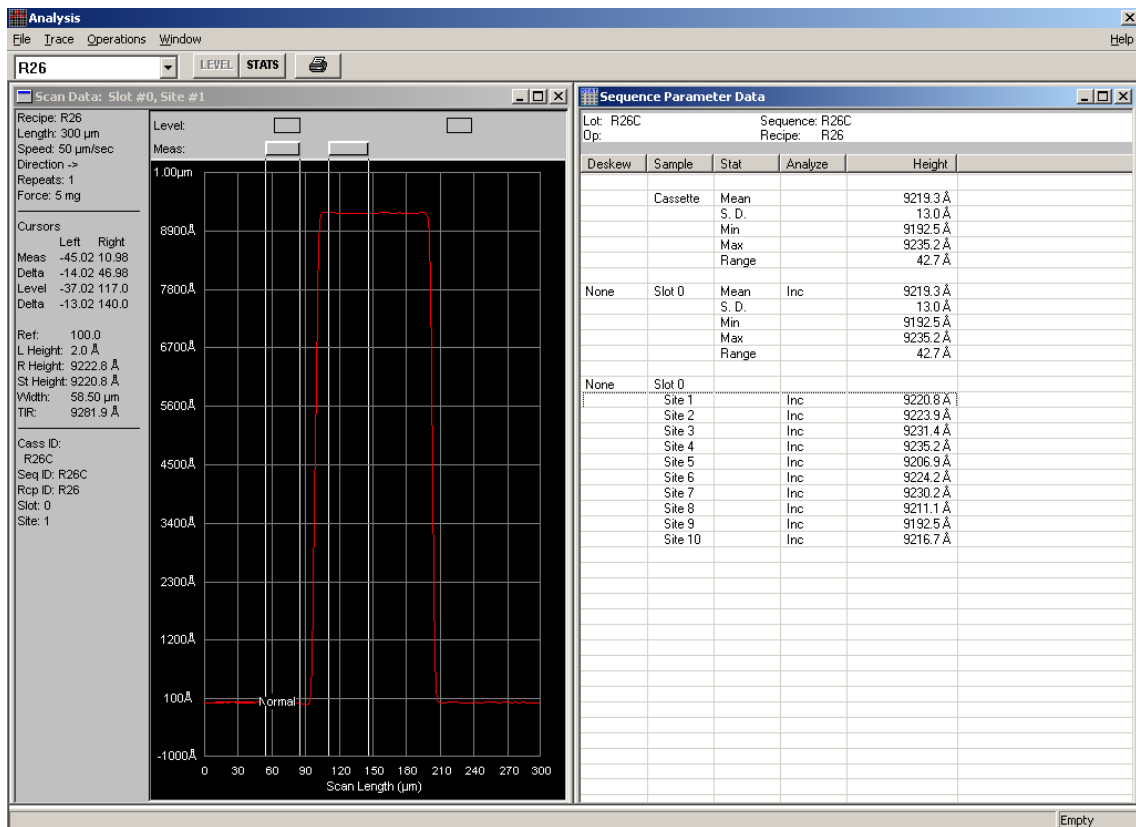 Analysis
File Trace Operations Window Help
R26 LEVEL STATS
Scan Data: Slot #0, Site #1
Recipe: R26
Length: 300 µm
Speed: 50 µm/sec
Direction ->
Repeats: 1
Force: 5 mg
Cursors
Left Right
Meas -45.02 10.98
Delta -14.02 46.98
Level -37.02 117.0
Delta -13.02 140.0
Ref: 100.0
L Height: 2.0 Å
R Height: 9222.8 Å
St Height: 9220.8 Å
Width: 58.50 µm
TIR: 9281.9 Å
Cass ID:
R26C
Seq ID: R26C
Rcp ID: R26
Slot: 0
Site: 1
Level:
Meas:
1.00µm
8900Å
7800Å
6700Å
5600Å
4500Å
3400Å
2300Å
1200Å
100Å
Normal
-1000Å
0 30 60 90 120 150 180 210 240 270 300
Scan Length (µm)
Sequence Parameter Data
Lot: R26C Sequence: R26C
Op: Recipe: R26
Deskew Sample Stat Analyze Height
Cassette Mean 9219.3 Å
S. D. 13.0 Å
Min 9192.5 Å
Max 9235.2 Å
Range 42.7 Å
None Slot 0 Mean Inc 9219.3 Å
S. D. 13.0 Å
Min 9192.5 Å
Max 9235.2 Å
Range 42.7 Å
None Slot 0
Site 1 Inc 9220.8 Å
Site 2 Inc 9223.9 Å
Site 3 Inc 9231.4 Å
Site 4 Inc 9235.2 Å
Site 5 Inc 9206.9 Å
Site 6 Inc 9224.2 Å
Site 7 Inc 9230.2 Å
Site 8 Inc 9211.1 Å
Site 9 Inc 9192.5 Å
Site 10 Inc 9216.7 Å
Empty